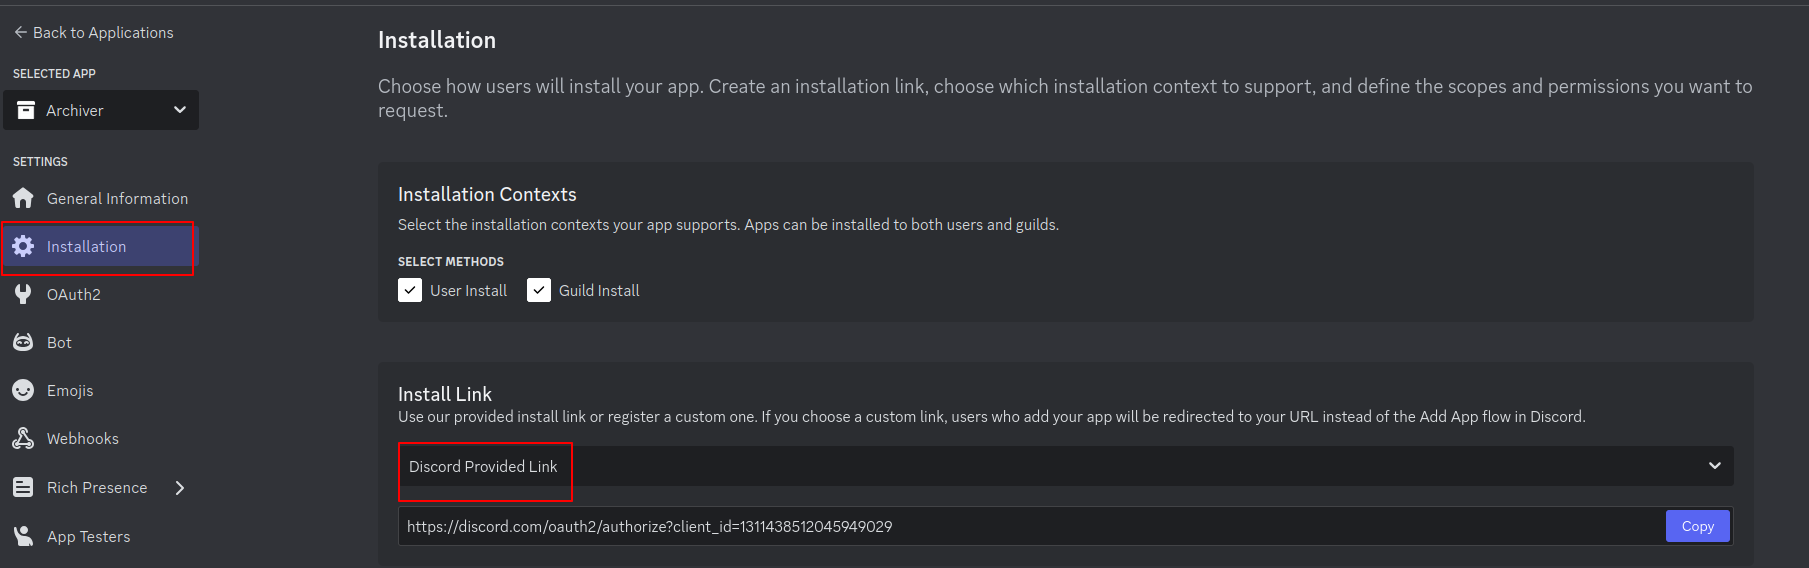 Back to Applications
SELECTED APP
Archiver
SETTINGS
General Information
Installation
OAuth2
Bot
Emojis
Webhooks
Rich Presence
App Testers
Installation
Choose how users will install your app. Create an installation link, choose which installation context to support, and define the scopes and permissions you want to
request.
Installation Contexts
Select the installation contexts your app supports. Apps can be installed to both users and guilds.
SELECT METHODS
User Install Guild Install
Install Link
Use our provided install link or register a custom one. If you choose a custom link, users who add your app will be redirected to your URL instead of the Add App flow in Discord.
Discord Provided Link
https://discord.com/oauth2/authorize?client_id=1311438512045949029 Copy